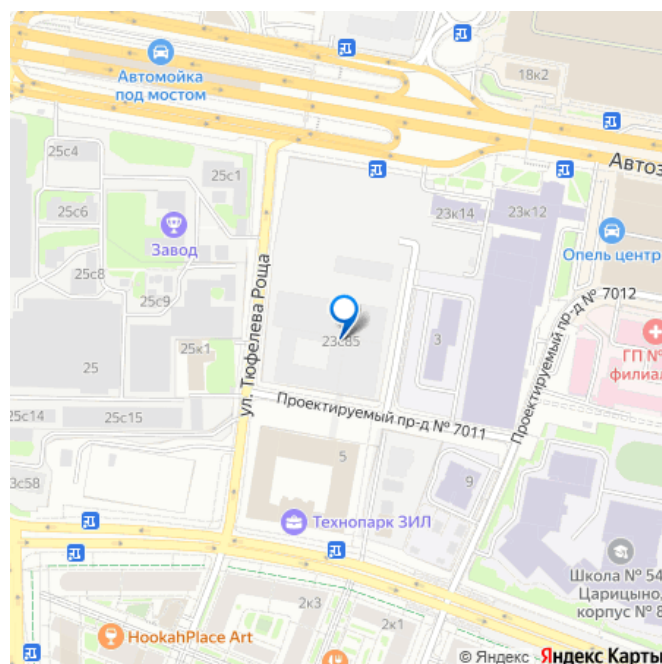 18к2
Автомойка
под мостом
Автоз
25с4
25с1
25с6
23к14
23к12
Завод
Опель центр
25с8
25с9
Проектируемый пр-д № 7012
ул. Тюфелева Роща
23с85
3
25к1
25
ГП №
филиал
25с14
25с15
Проектируемый пр-д № 7011
5
3с58
9
Технопарк ЗИЛ
Школа № 54
Царицыно,
корпус № 8
2к3
2к1
HookahPlace Art
© Яндекс Яндекс Карты